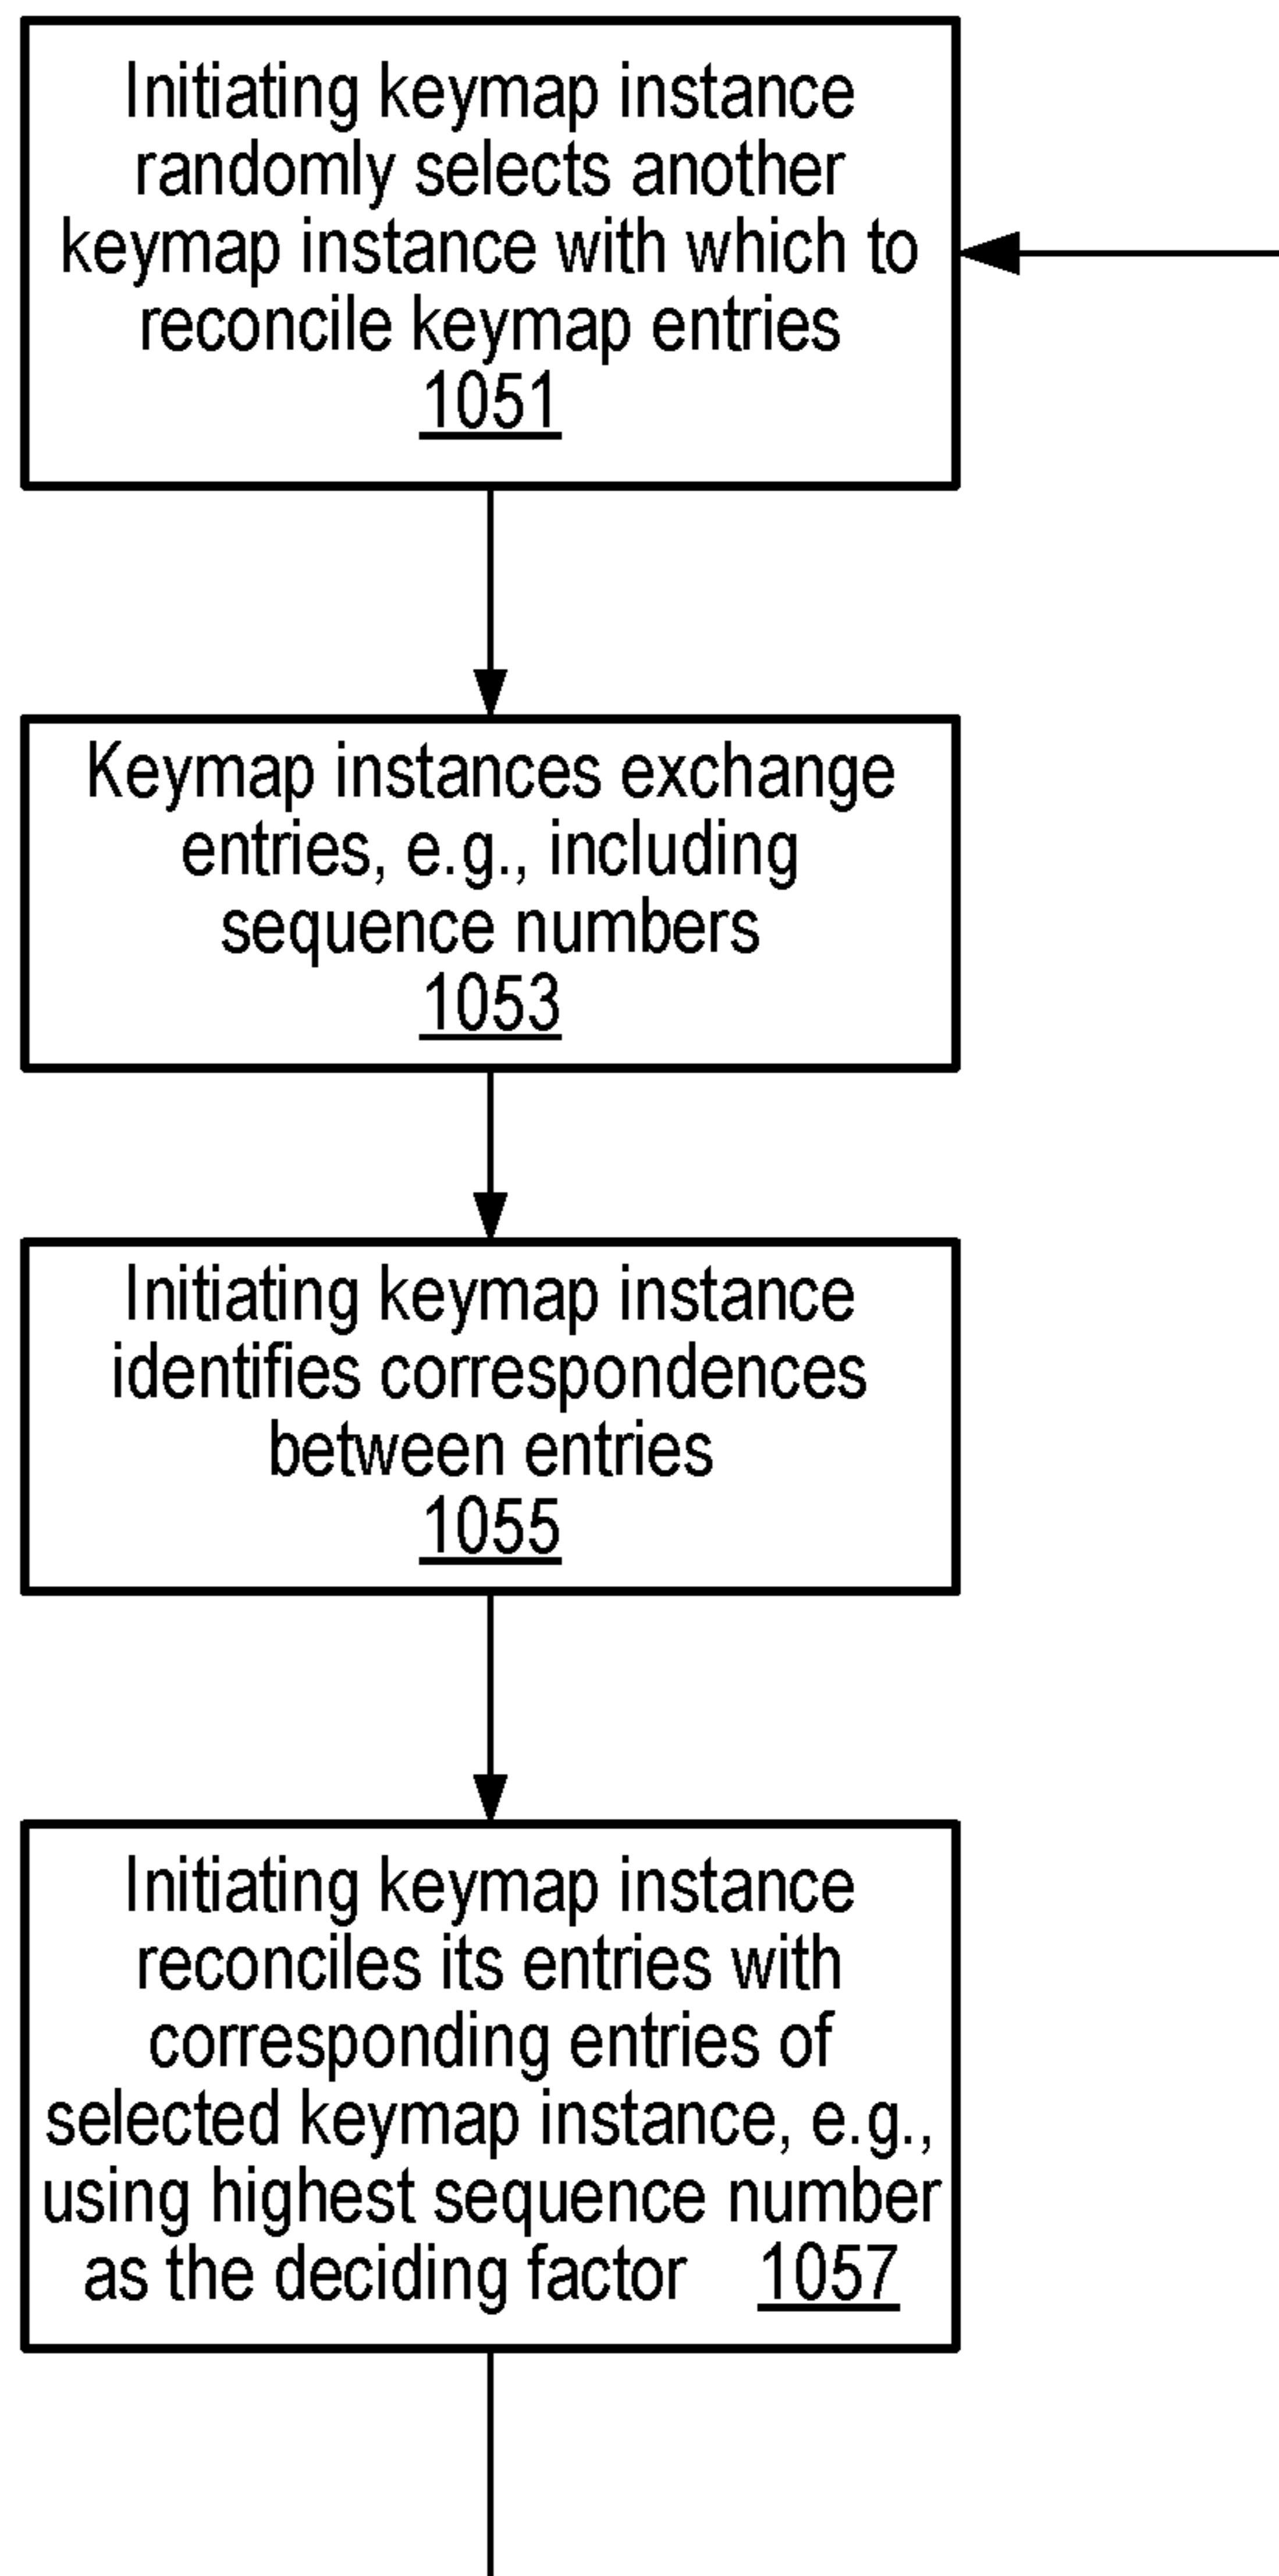 Initiating keymap instance
randomly selects another
keymap instance with which to
reconcile keymap entries
1051
Keymap instances exchange
entries, e.g., including
sequence numbers
1053
Initiating keymap instance
identifies correspondences
between entries
1055
Initiating keymap instance
reconciles its entries with
corresponding entries of
selected keymap instance, e.g.,
using highest sequence number
as the deciding factor 1057